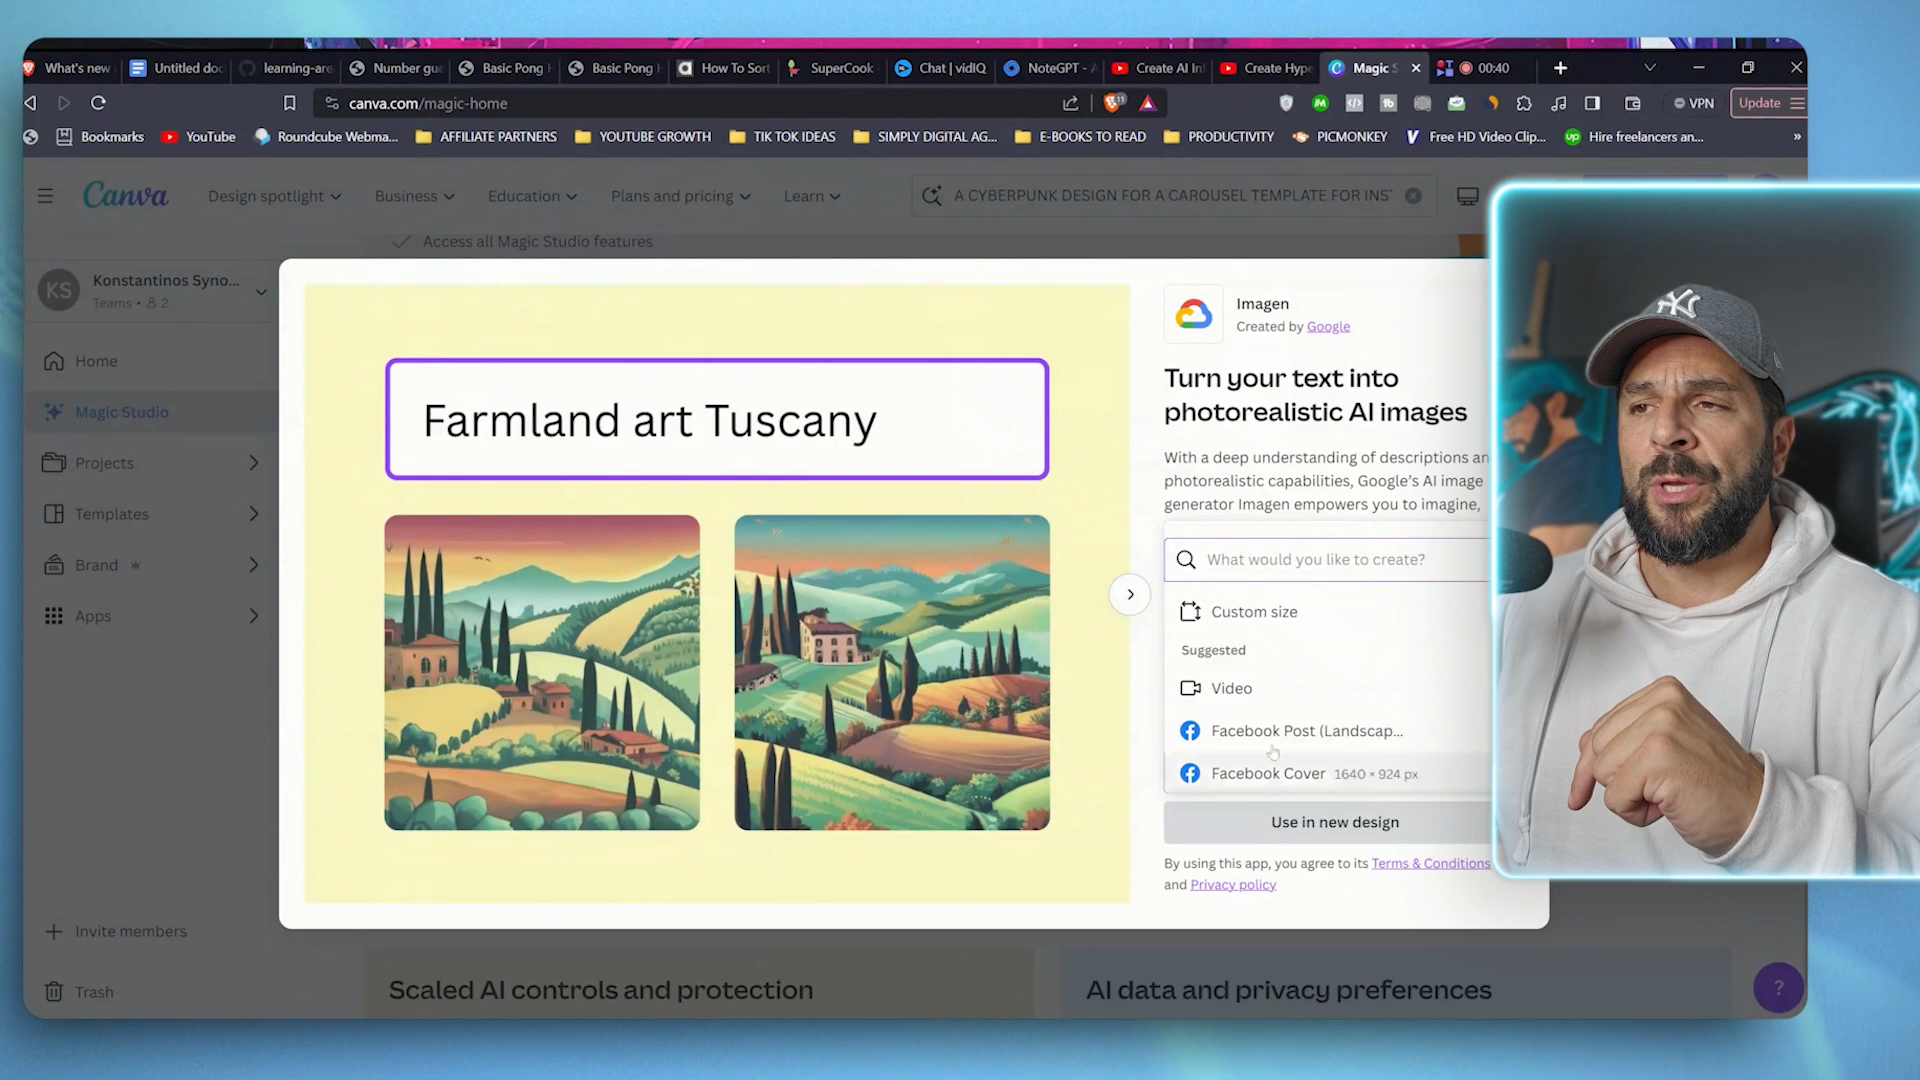 What's new
Untitled doc
learning-are
Number gue
Basic Pong
Basic Pong
How To Sort
SuperCook
Chat | vidIQ
NoteGPT - A
Create AI In
Create Hype
Magic S
00:40
canva.com/magic-home
11
VPN
Update
Bookmarks
YouTube
Roundcube Webma...
AFFILIATE PARTNERS
YOUTUBE GROWTH
TIK TOK IDEAS
SIMPLY DIGITAL AG...
E-BOOKS TO READ
PRODUCTIVITY
PICMONKEY
Free HD Video Clip...
Hire freelancers an...
»
Canva
Design spotlight
Business
Education
Plans and pricing
Learn
A CYBERPUNK DESIGN FOR A CAROUSEL TEMPLATE FOR INST
Access all Magic Studio features
KS
Konstantinos Syno...
Teams • 2
Home
Magic Studio
Projects
Templates
Brand
Apps
Invite members
Trash
Farmland art Tuscany
Imagen
Created by Google
Turn your text into
photorealistic AI images
With a deep understanding of descriptions an
photorealistic capabilities, Google's AI image
generator Imagen empowers you to imagine,
What would you like to create?
Custom size
Suggested
Video
Facebook Post (Landscap...
Facebook Cover 1640 × 924 px
Use in new design
By using this app, you agree to its Terms & Conditions
and Privacy policy
NY
Scaled AI controls and protection
AI data and privacy preferences
?